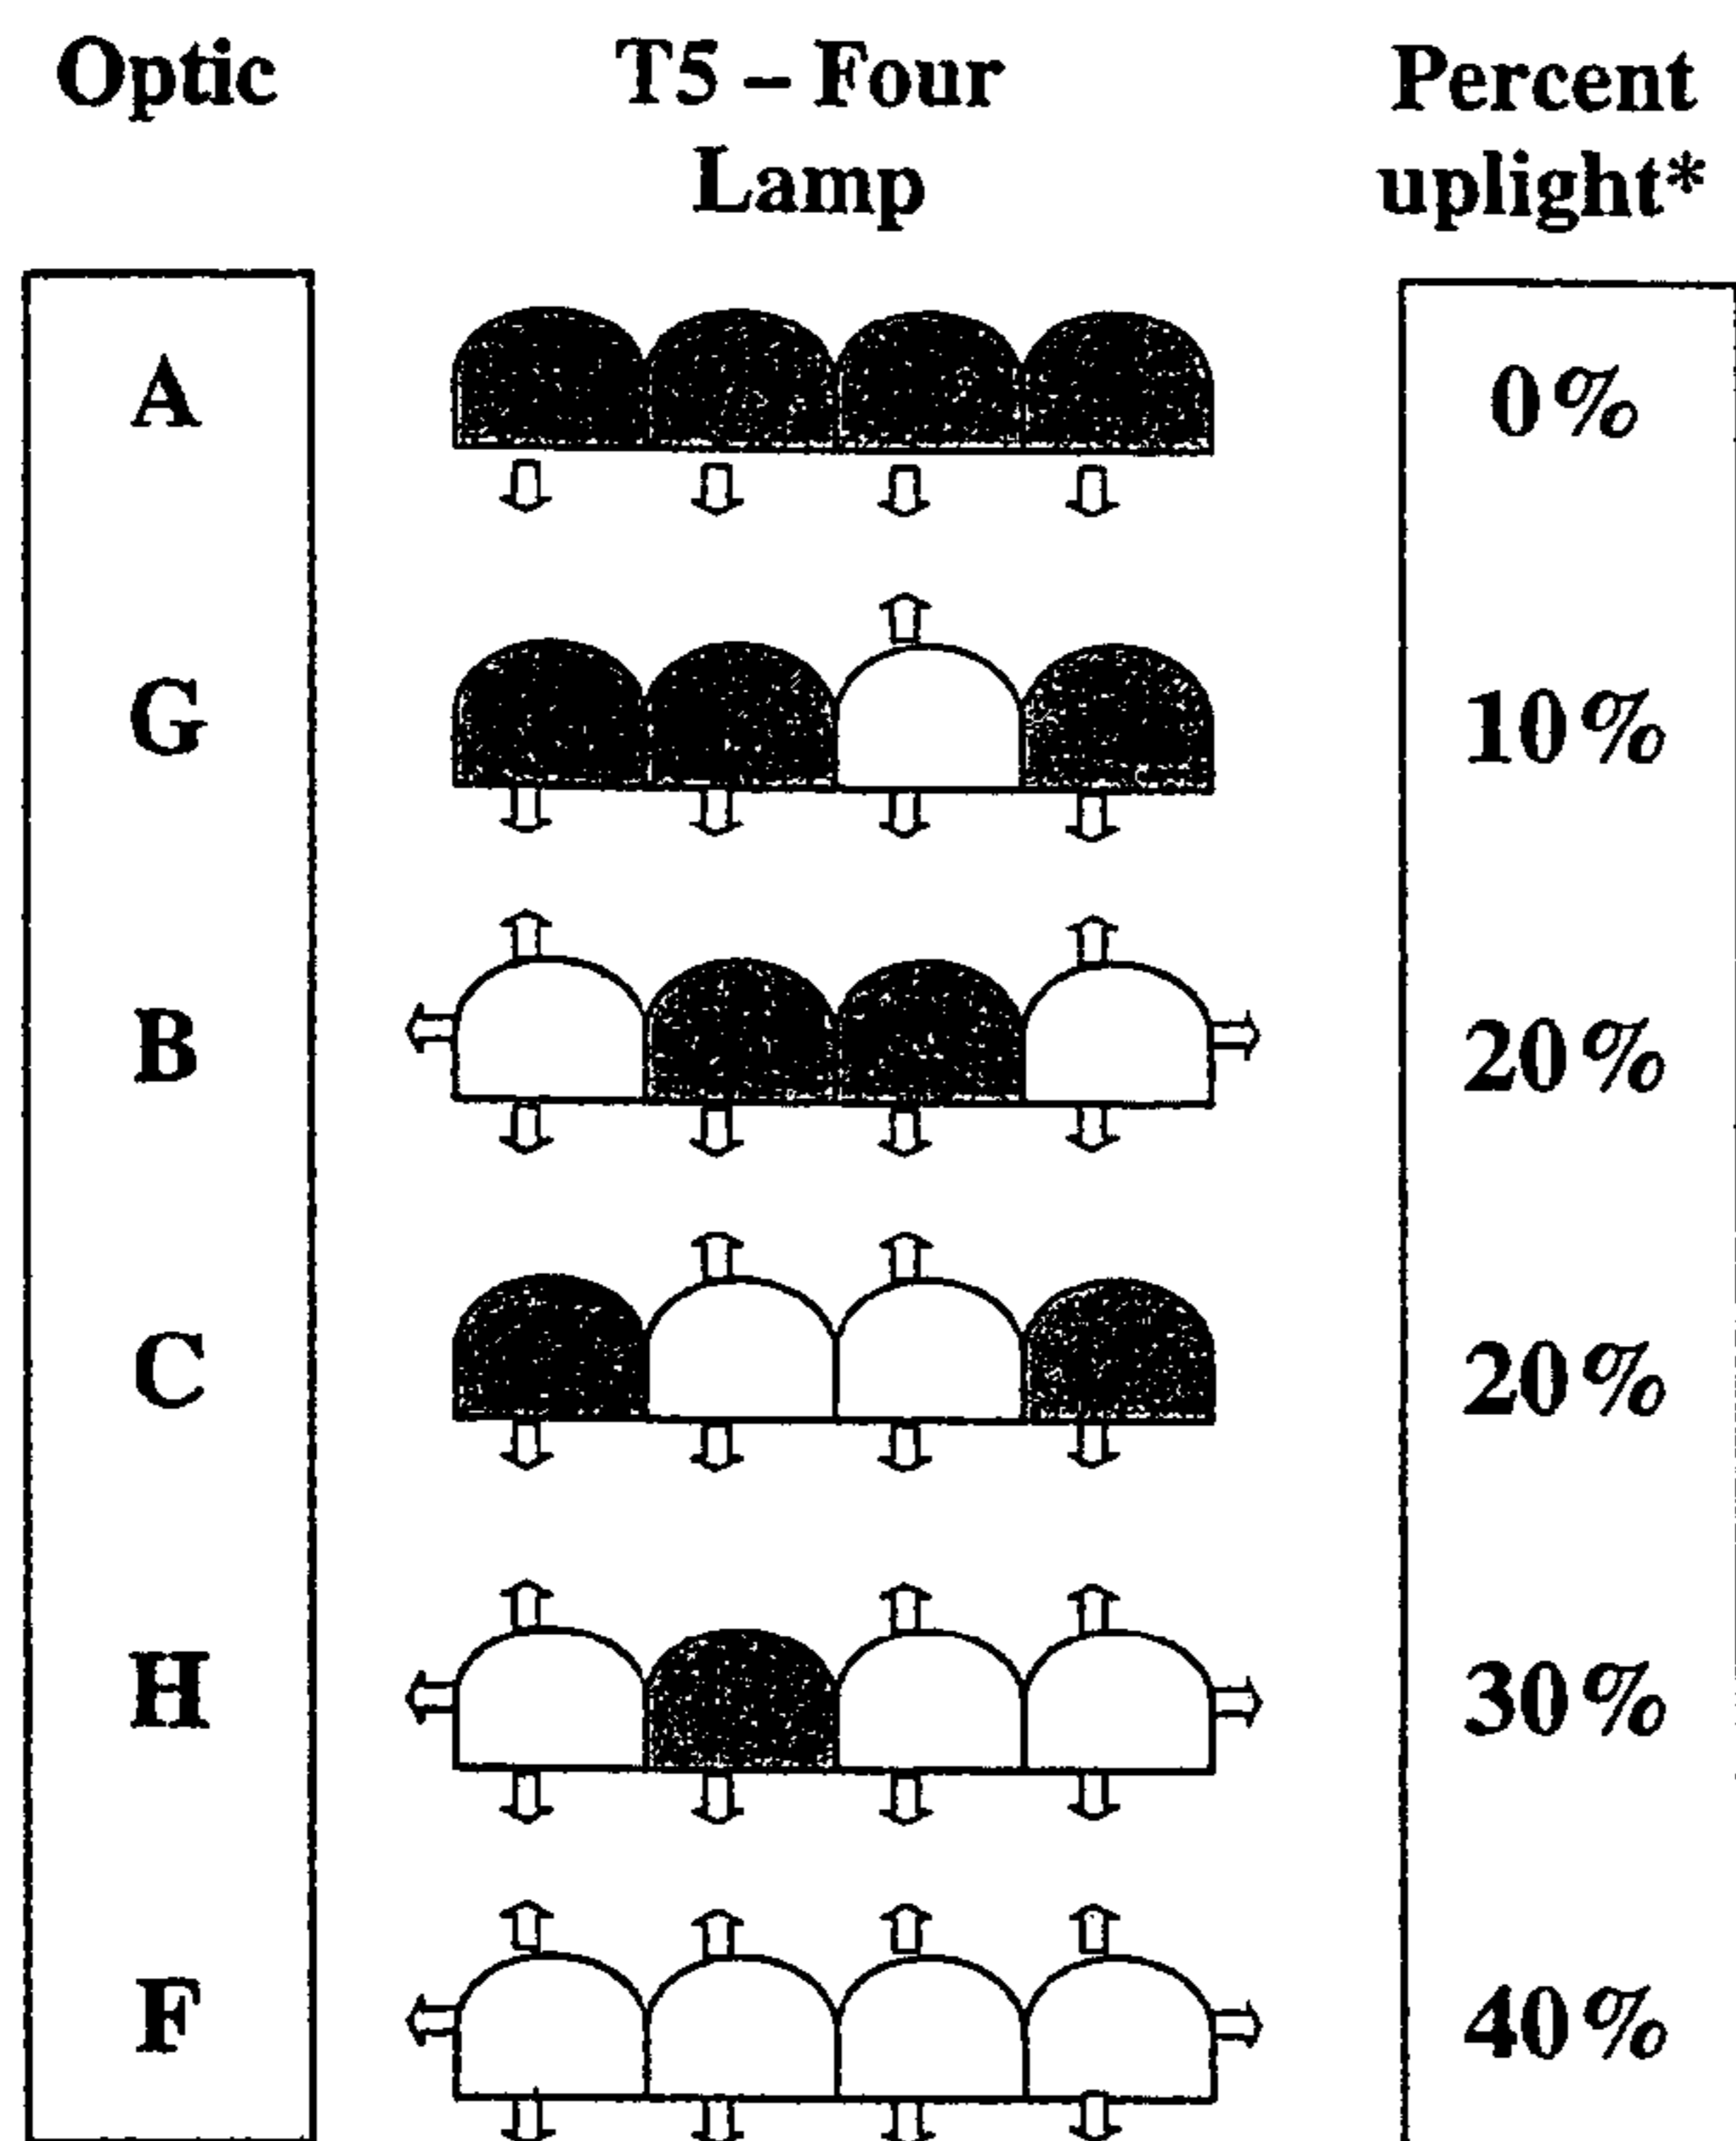 Optic T5 – Four Percent
Lamp uplight*
A 0%
G 10%
B 20%
C 20%
H 30%
F 40%